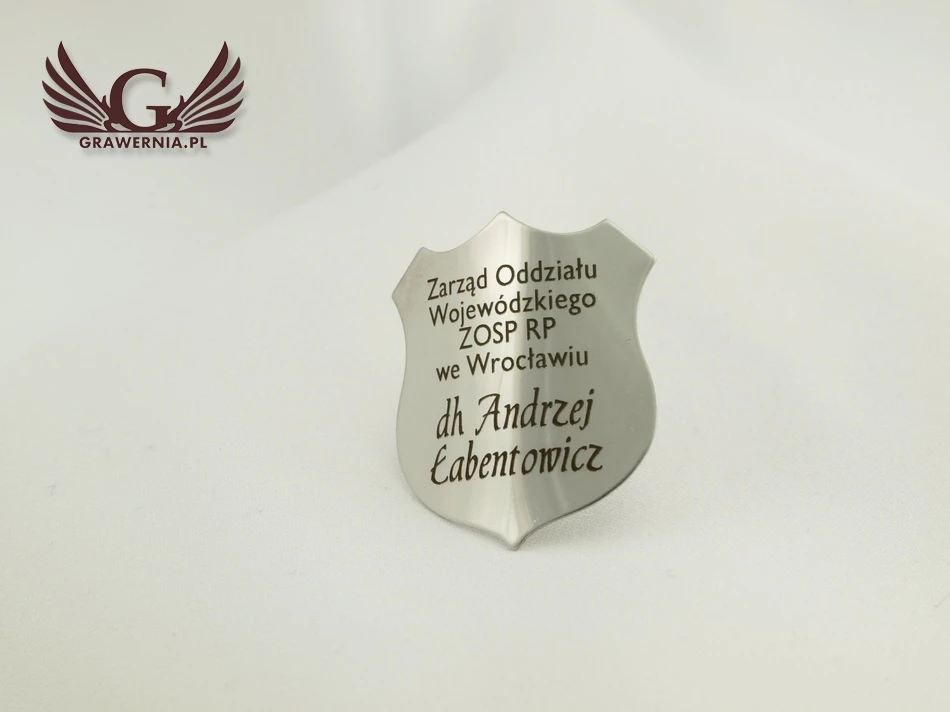 G
GRAWERNIA.PL
Zarząd Oddziału
Wojewódzkiego
ZOSP RP
we Wrocławiu
dh Andrzej
Łabentowicz